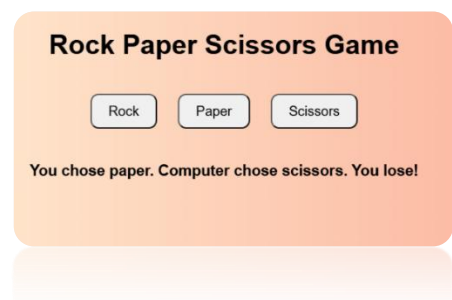 Rock Paper Scissors Game
Rock Paper Scissors
You chose paper. Computer chose scissors. You lose!